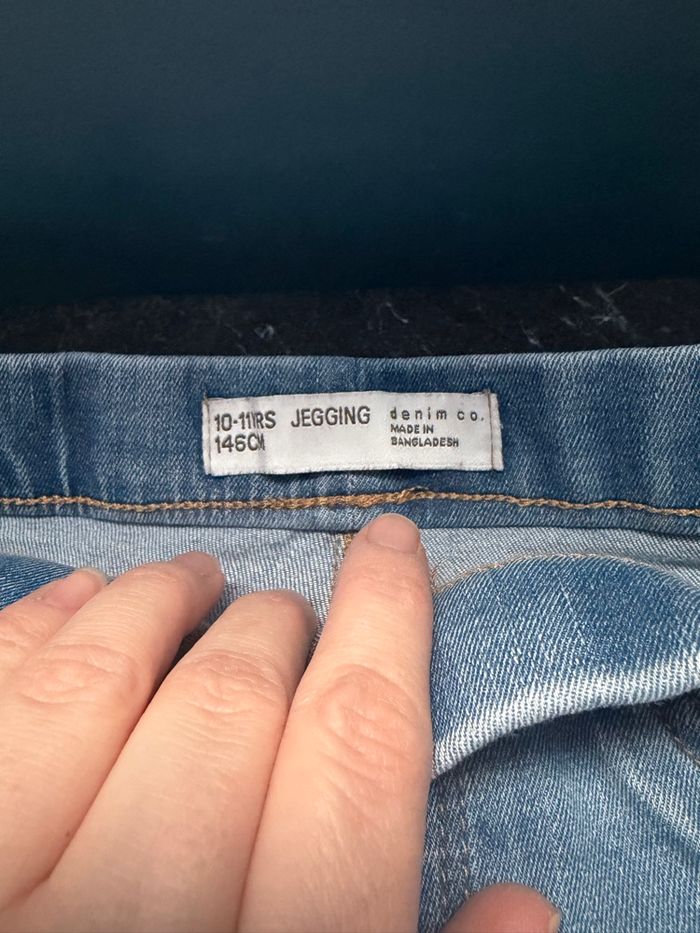 10-11YRS JEGGING denim co.
146CM MADE IN
BANGLADESH